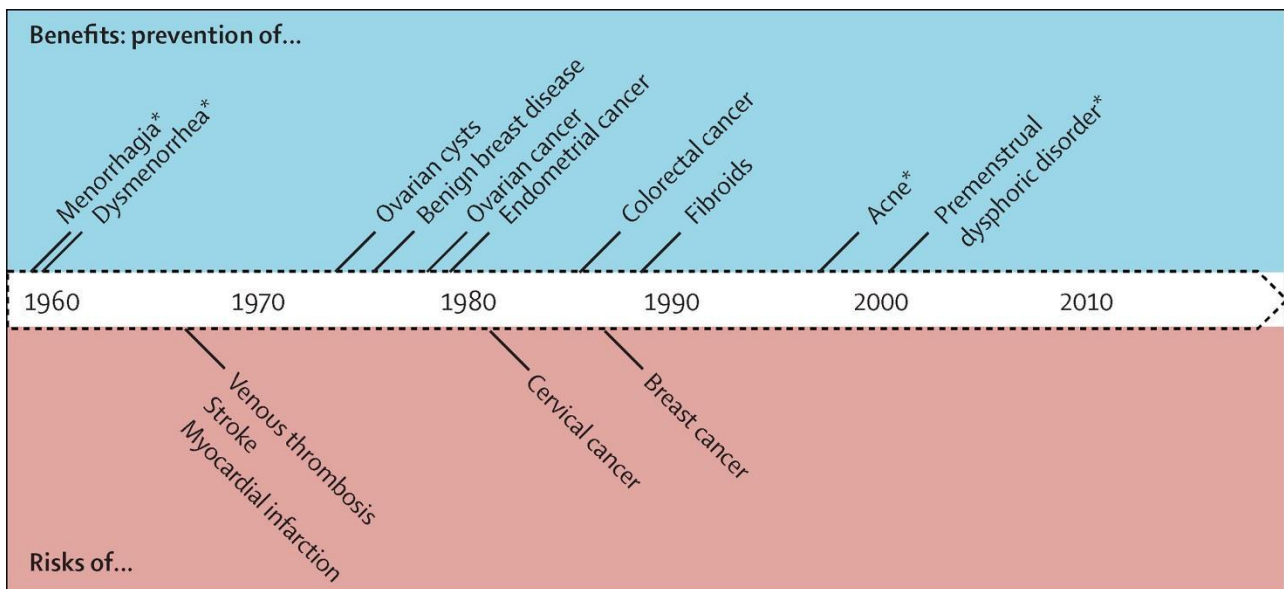 Benefits: prevention of...
Menorrhagia*
Dysmenorrhea*
Ovarian cysts
Benign breast disease
Ovarian cancer
Endometrial cancer
Colorectal cancer
Fibroids
Acne*
Premenstrual
dysphoric disorder*
1960 1970 1980 1990 2000 2010
Venous thrombosis
Stroke
Myocardial infarction
Cervical cancer
Breast cancer
Risks of...